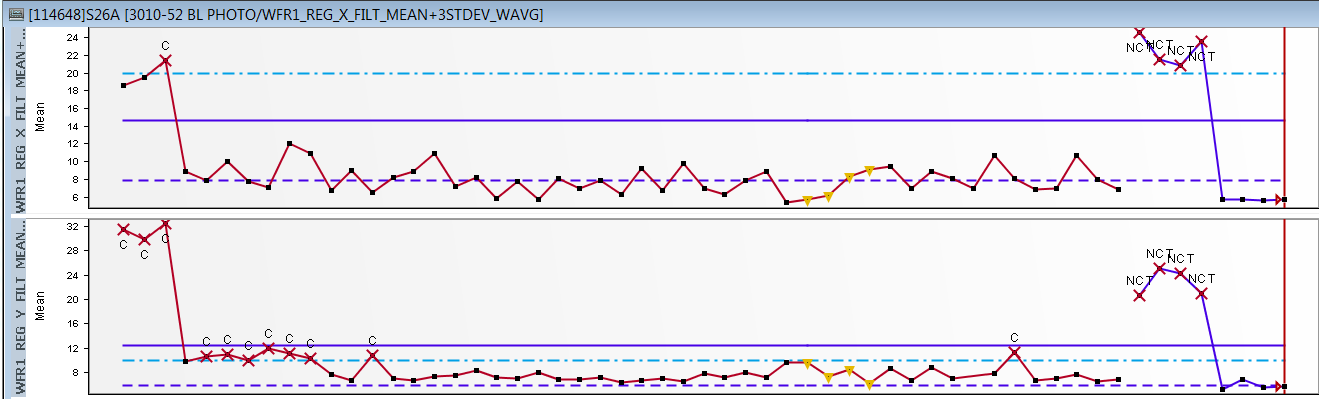 [114648]S26A [3010-52 BL PHOTO/WFR1_REG_X_FILT_MEAN+3STDEV_WAVG]
WFR1_REG_X_FILT_MEAN+...
Mean
24
22
20
18
16
14
12
10
8
6
C
NCT
NCT
NCT
NCT
WFR1_REG_Y_FILT_MEAN...
Mean
32
28
24
20
16
12
8
C
C
C
C
C
C
C
C
C
C
C
NCT
NCT
NCT
NCT